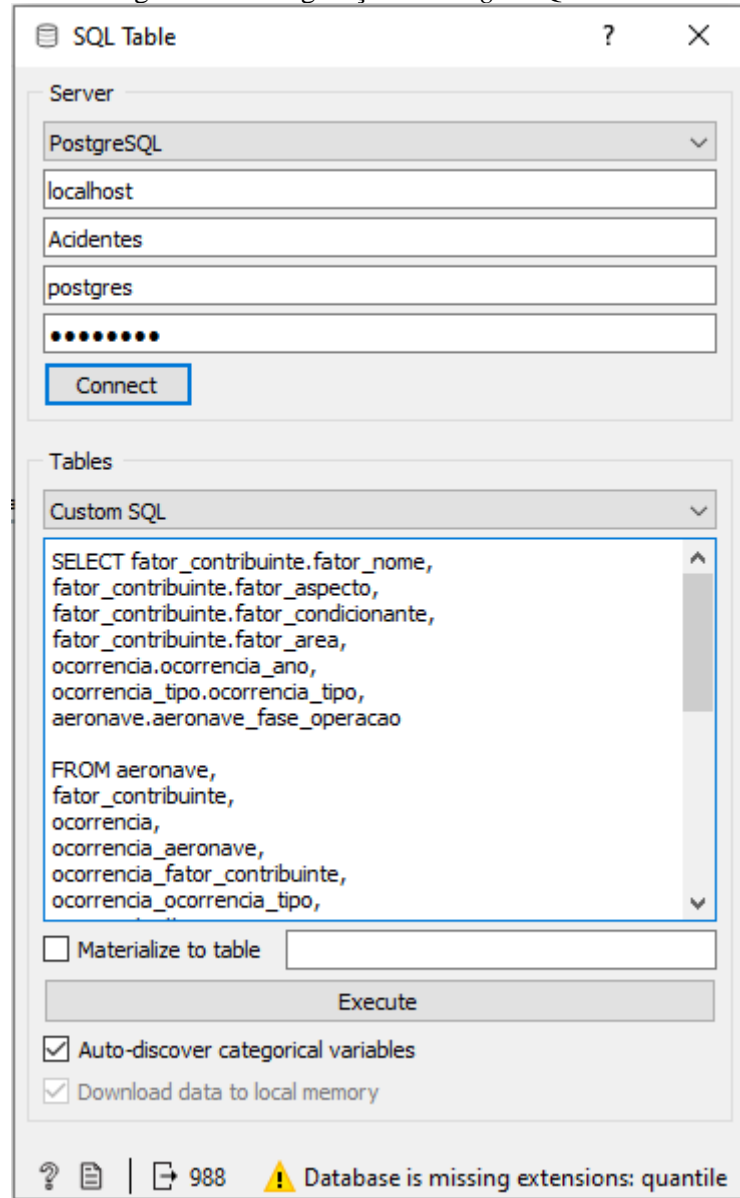 SQL Table ? ×
Server
PostgreSQL
localhost
Acidentes
postgres
●●●●●●●●
Connect
Tables
Custom SQL
SELECT fator_contribuinte.fator_nome,
fator_contribuinte.fator_aspecto,
fator_contribuinte.fator_condicionante,
fator_contribuinte.fator_area,
ocorrencia.ocorrencia_ano,
ocorrencia_tipo.ocorrencia_tipo,
aeronave.aeronave_fase_operacao
FROM aeronave,
fator_contribuinte,
ocorrencia,
ocorrencia_aeronave,
ocorrencia_fator_contribuinte,
ocorrencia_ocorrencia_tipo,
Materialize to table
Execute
Auto-discover categorical variables
Download data to local memory
? 988 Database is missing extensions: quantile